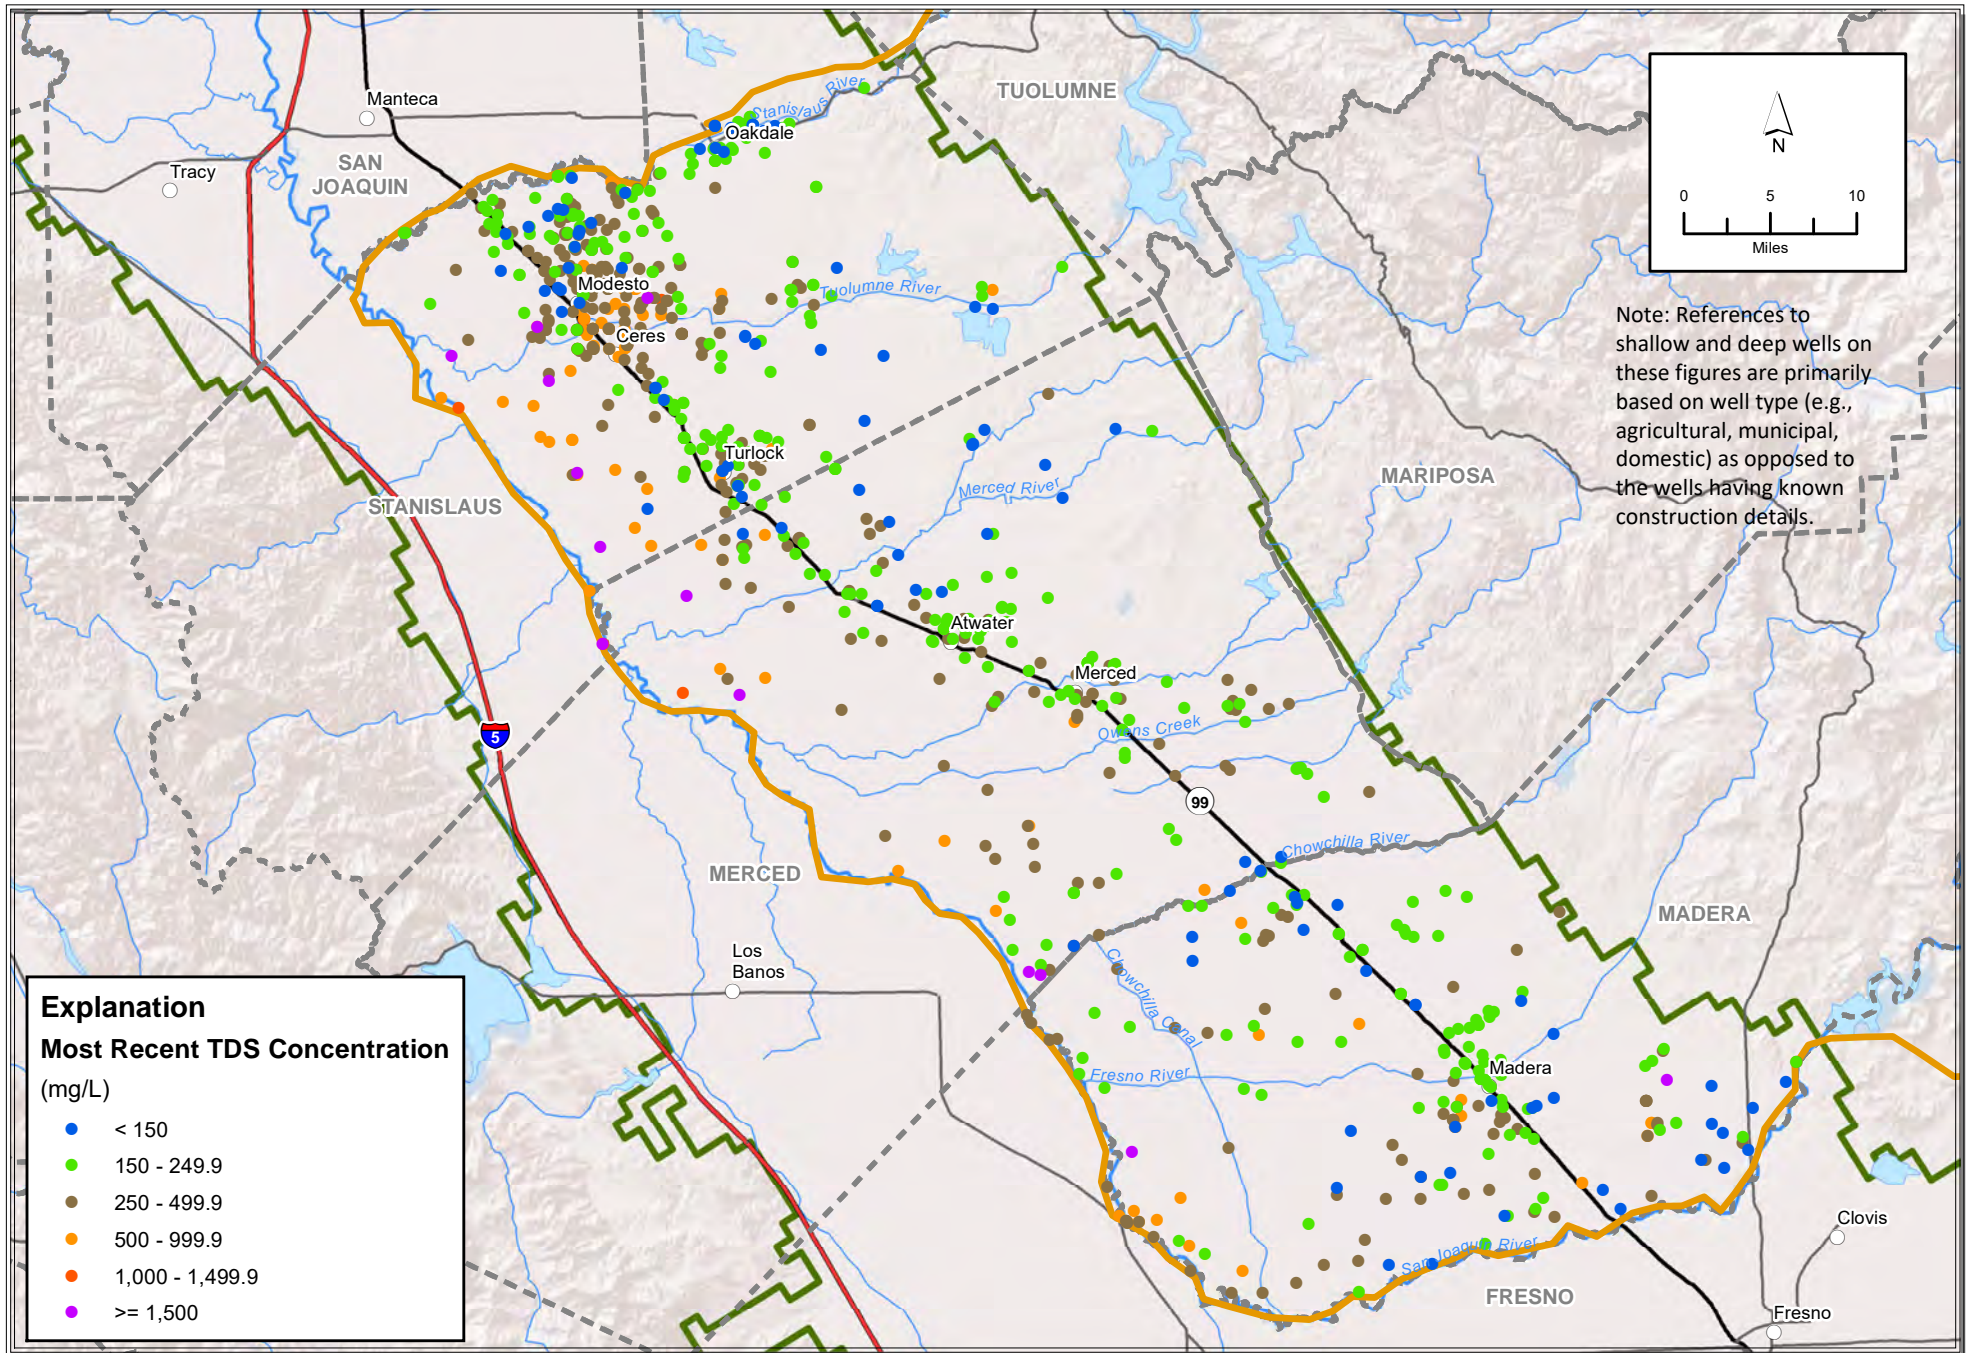 Manteca
Tracy
SAN
JOAQUIN
Stanislaus River
Oakdale
TUOLUMNE
N
0 5 10
Miles
Note: References to
shallow and deep wells on
these figures are primarily
based on well type (e.g.,
agricultural, municipal,
domestic) as opposed to
the wells having known
construction details.
Modesto
Tuolumne River
Ceres
Turlock
Merced River
MARIPOSA
STANISLAUS
Atwater
Merced
Owens Creek
5
99
Chowchilla River
MERCED
MADERA
Los
Banos
Chowchilla Canal
Fresno River
Madera
San Joaquin River
Clovis
FRESNO
Fresno
Explanation
Most Recent TDS Concentration
(mg/L)
< 150
150 - 249.9
250 - 499.9
500 - 999.9
1,000 - 1,499.9
>= 1,500